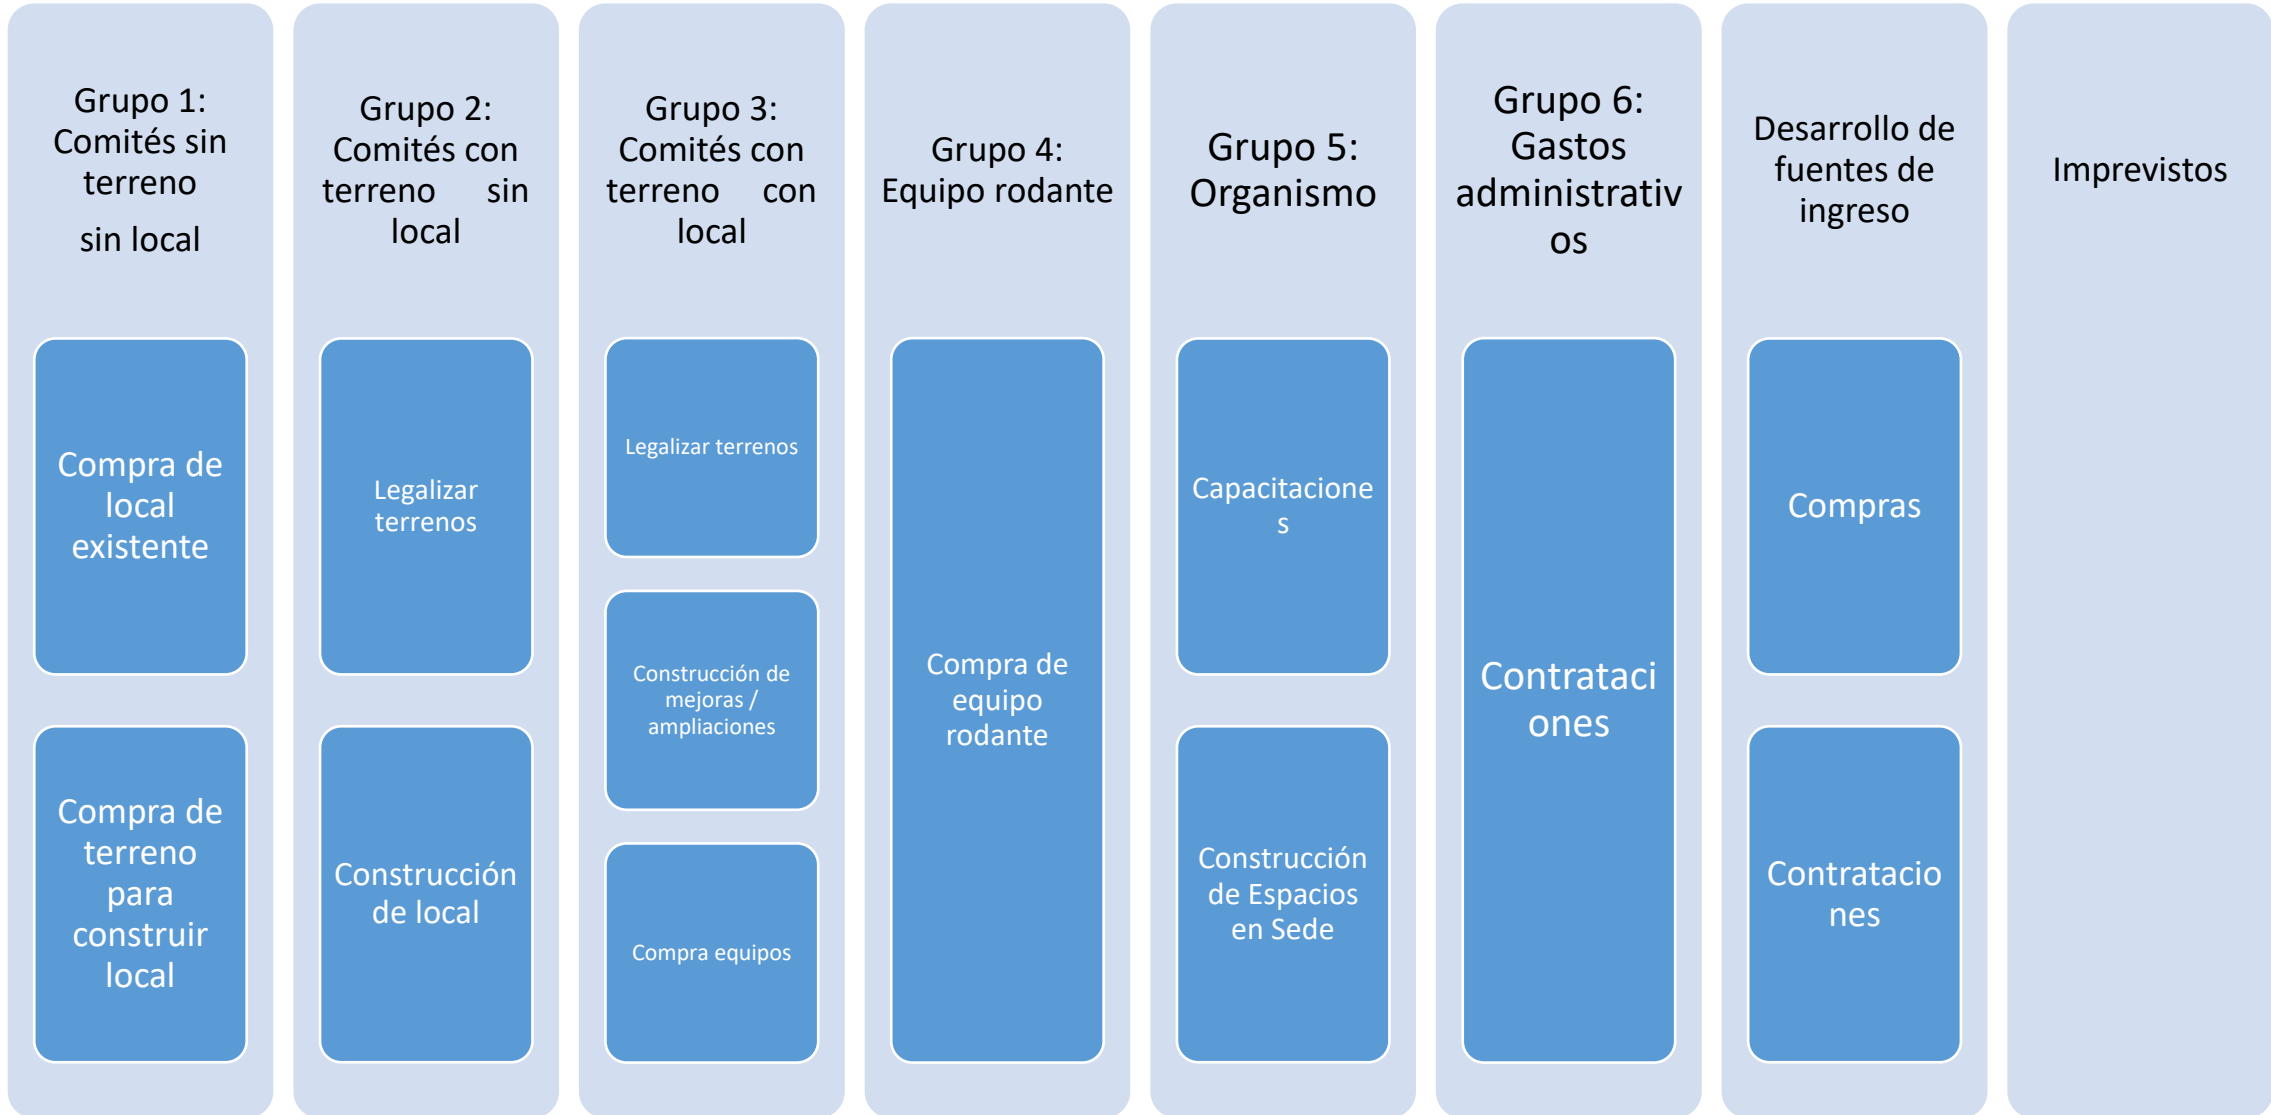 Grupo 1:
Comités sin
terreno
sin local
Compra de
local
existente
Compra de
terreno
para
construir
local
Grupo 2:
Comités con
terreno sin
local
Legalizar
terrenos
Construcción
de local
Grupo 3:
Comités con
terreno con
local
Legalizar terrenos
Construcción de
mejoras /
ampliaciones
Compra equipos
Grupo 4:
Equipo rodante
Compra de
equipo
rodante
Grupo 5:
Organismo
Capacitacione
s
Construcción
de Espacios
en Sede
Grupo 6:
Gastos
administrativ
os
Contrataci
ones
Desarrollo de
fuentes de
ingreso
Compras
Contratacio
nes
Imprevistos